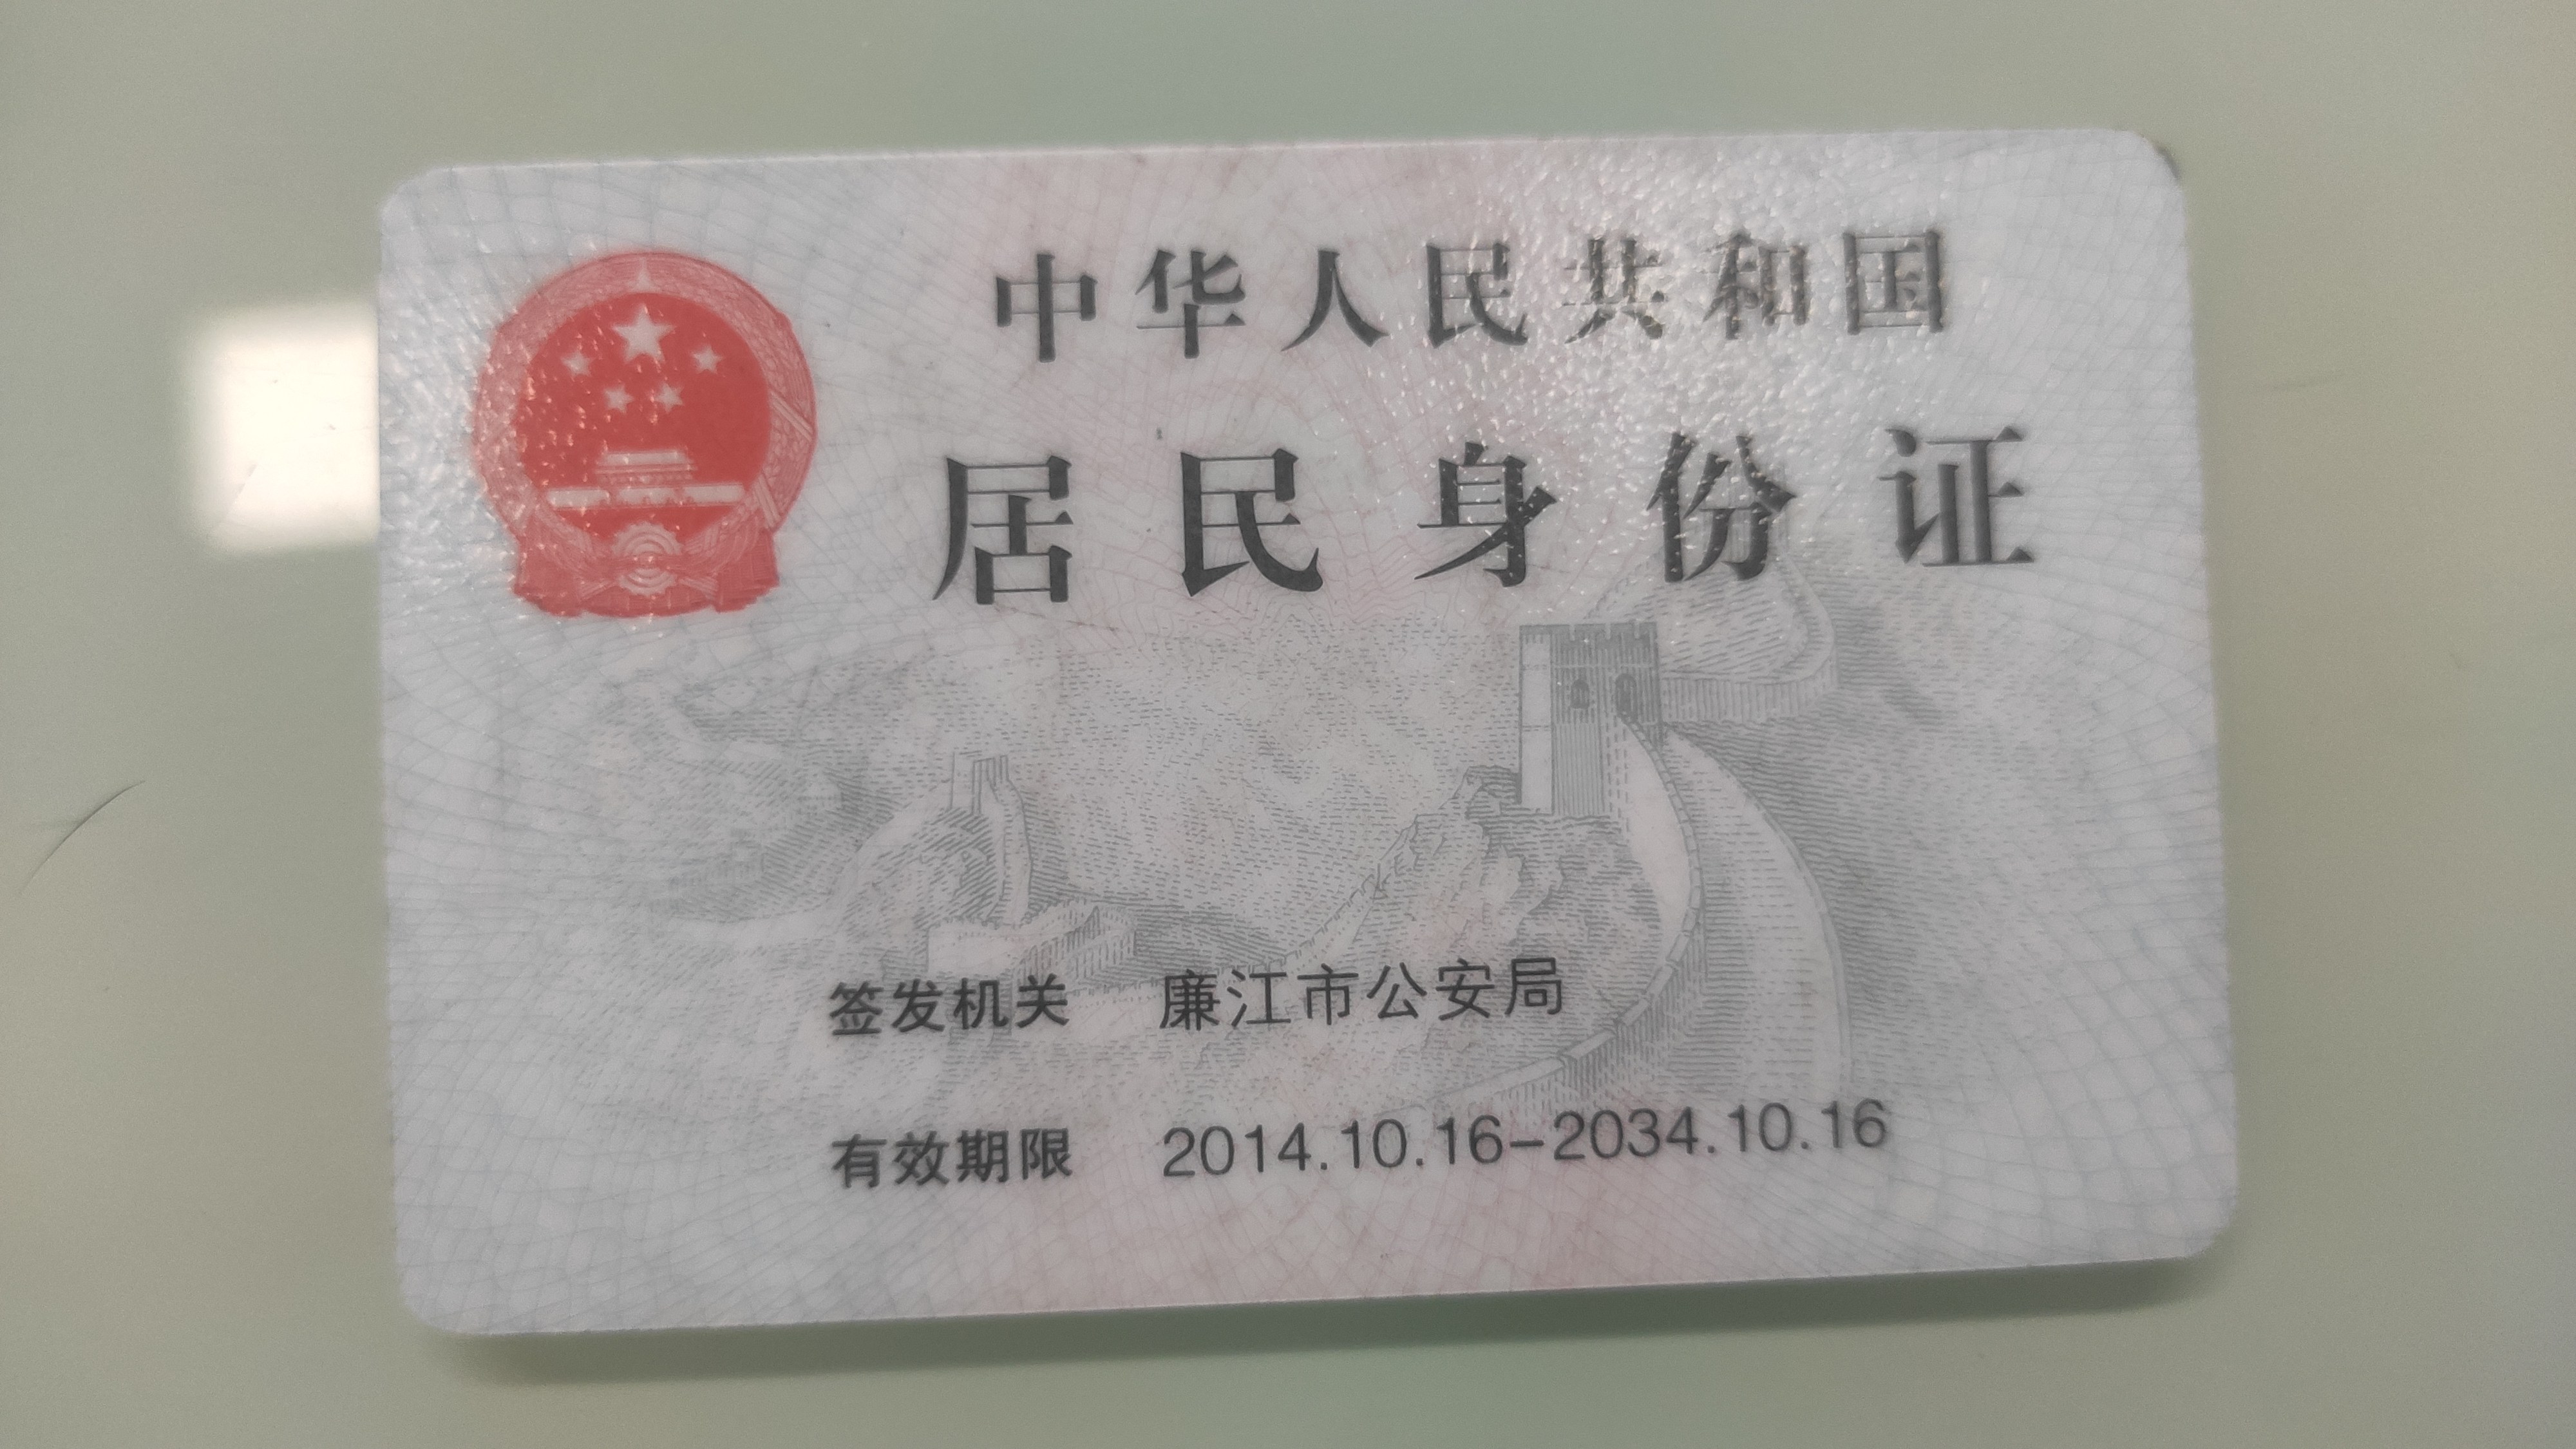 中华人民共和国
居民身份证
签发机关 廉江市公安局
有效期限 2014.10.16-2034.10.16